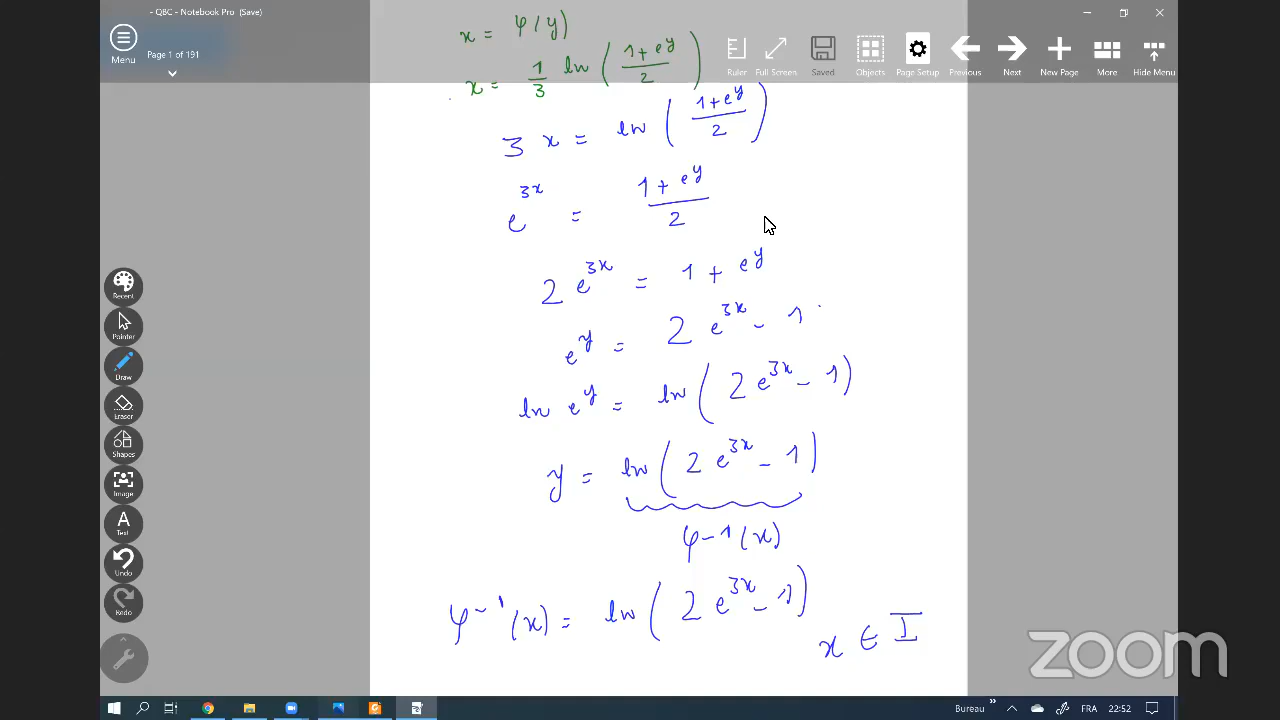 - QBC - Notebook Pro (Save)
Menu
Page 1 of 191
Ruler
Full Screen
Saved
Objects
Page Setup
Previous
Next
New Page
More
Hide Menu
x = φ(y)
x = 1/3 ln((1+e^y)/2)
3x = ln((1+e^y)/2)
e^3x = (1+e^y)/2
2e^3x = 1 + e^y
e^y = 2e^3x - 1
ln e^y = ln(2e^3x - 1)
y = ln(2e^3x - 1)
φ-1(x)
φ^-1(x) = ln(2e^3x - 1)
x ∈ I
Recent
Pointer
Draw
Eraser
Shapes
Image
Text
Undo
Redo
zoom
Bureau
FRA
22:52